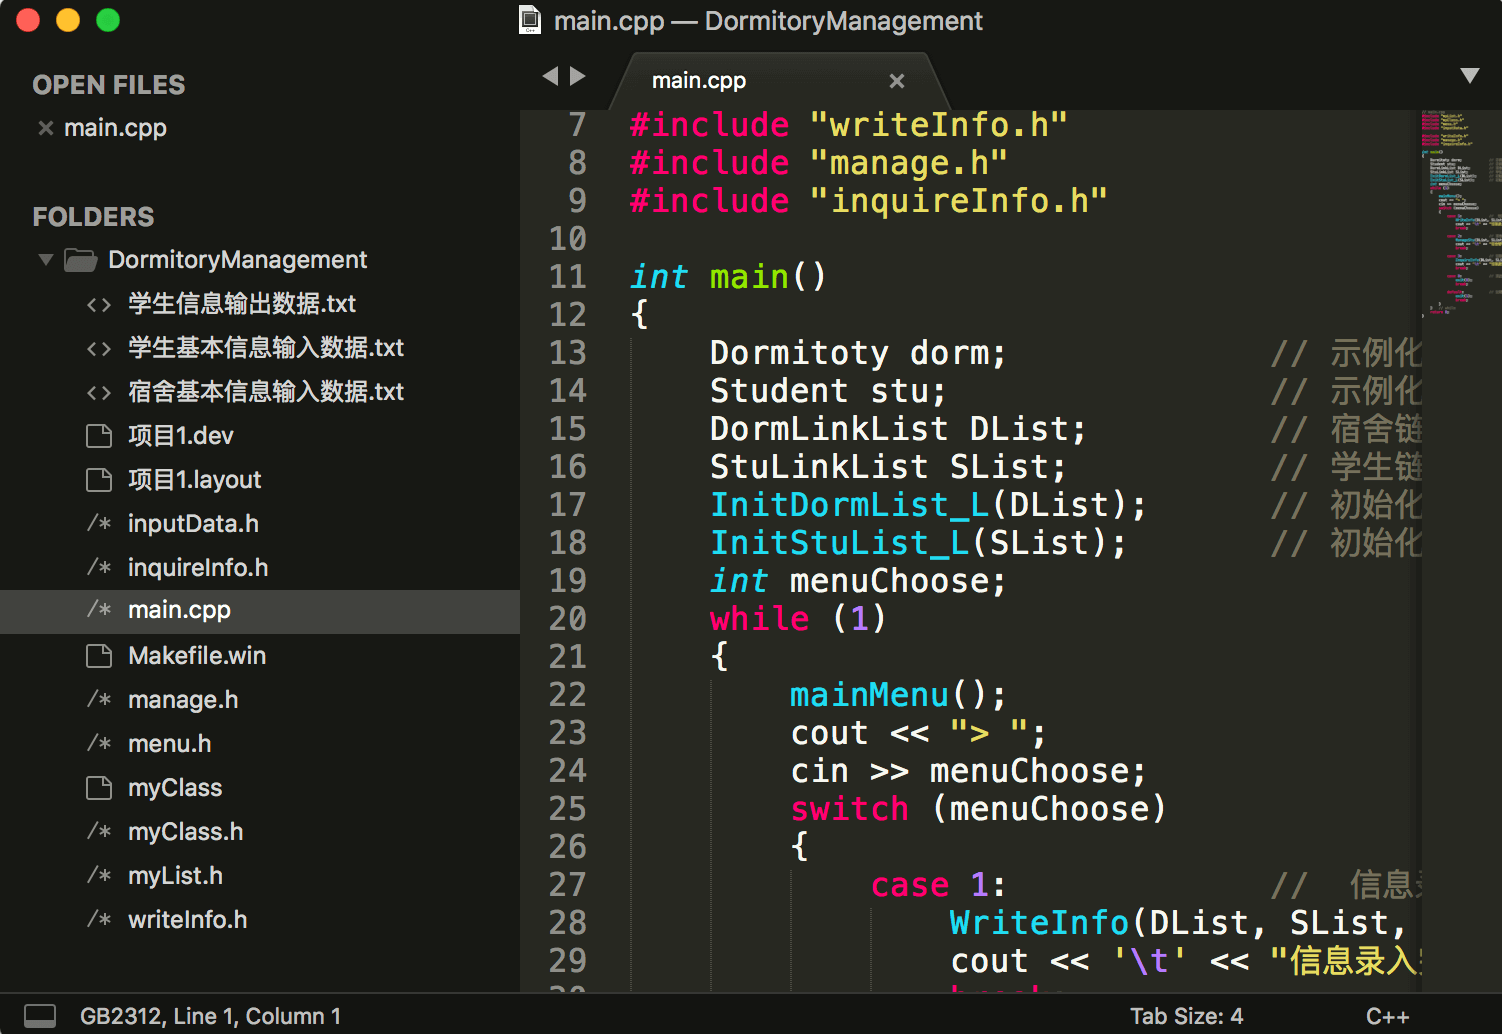 main.cpp — DormitoryManagement
OPEN FILES
main.cpp
FOLDERS
DormitoryManagement
学生信息输出数据.txt
学生基本信息输入数据.txt
宿舍基本信息输入数据.txt
项目1.dev
项目1.layout
inputData.h
inquireInfo.h
main.cpp
Makefile.win
manage.h
menu.h
myClass
myClass.h
myList.h
writeInfo.h
main.cpp
7 #include "writeInfo.h"
8 #include "manage.h"
9 #include "inquireInfo.h"
10
11 int main()
12 {
13 Dormitoty dorm; // 示例化
14 Student stu; // 示例化
15 DormLinkList DList; // 宿舍链
16 StuLinkList SList; // 学生链
17 InitDormList_L(DList); // 初始化
18 InitStuList_L(SList); // 初始化
19 int menuChoose;
20 while (1)
21 {
22 mainMenu();
23 cout << "> ";
24 cin >> menuChoose;
25 switch (menuChoose)
26 {
27 case 1: // 信息
28 WriteInfo(DList, SList,
29 cout << '\t' << "信息录入
GB2312, Line 1, Column 1
Tab Size: 4
C++